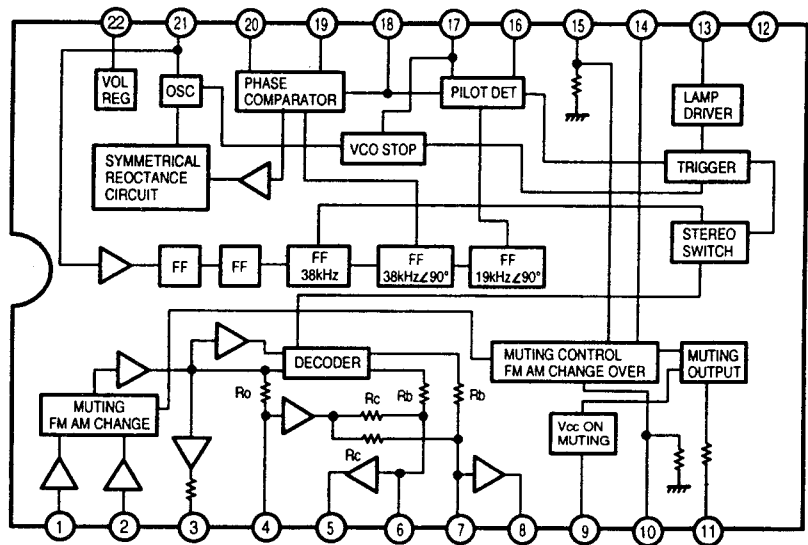 22 21 20 19 18 17 16 15 14 13 12
VOL
REG
OSC
PHASE
COMPARATOR
PILOT DET
LAMP
DRIVER
VCO STOP
TRIGGER
SYMMETRICAL
REOCTANCE
CIRCUIT
STEREO
SWITCH
FF
FF
FF
38kHz
FF
38kHz∠90°
FF
19kHz∠90°
DECODER
MUTING CONTROL
FM AM CHANGE OVER
MUTING
OUTPUT
MUTING
FM AM CHANGE
Ro
Rc
Rb
Rb
Rc
Vcc ON
MUTING
1 2 3 4 5 6 7 8 9 10 11